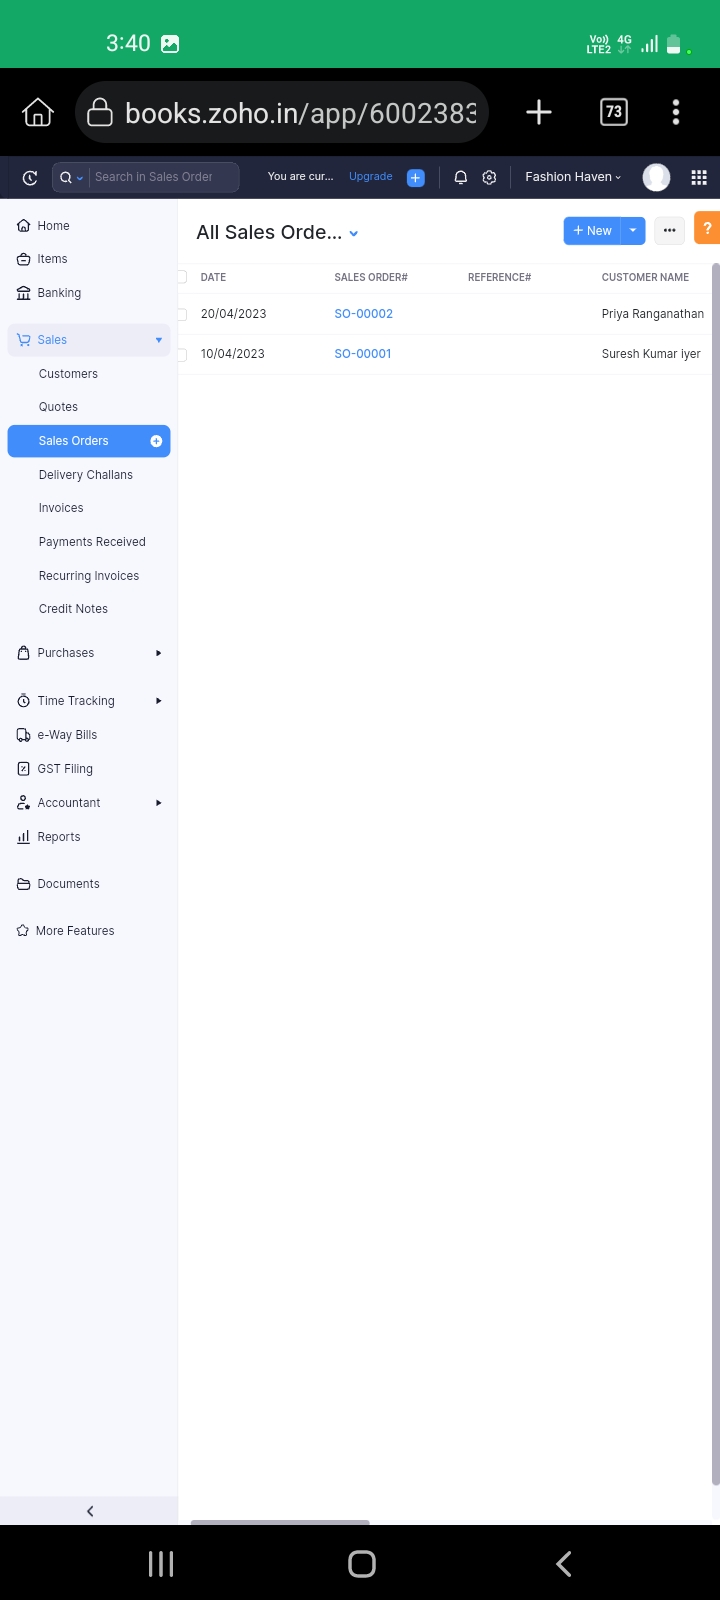 3:40
Vo)) LTE2 4G
books.zoho.in/app/6002383
73
Search in Sales Order
You are cur...
Upgrade
Fashion Haven
Home
Items
Banking
Sales
Customers
Quotes
Sales Orders
Delivery Challans
Invoices
Payments Received
Recurring Invoices
Credit Notes
Purchases
Time Tracking
e-Way Bills
GST Filing
Accountant
Reports
Documents
More Features
All Sales Orde...
+ New
?
DATE SALES ORDER# REFERENCE# CUSTOMER NAME
20/04/2023 SO-00002 Priya Ranganathan
10/04/2023 SO-00001 Suresh Kumar iyer